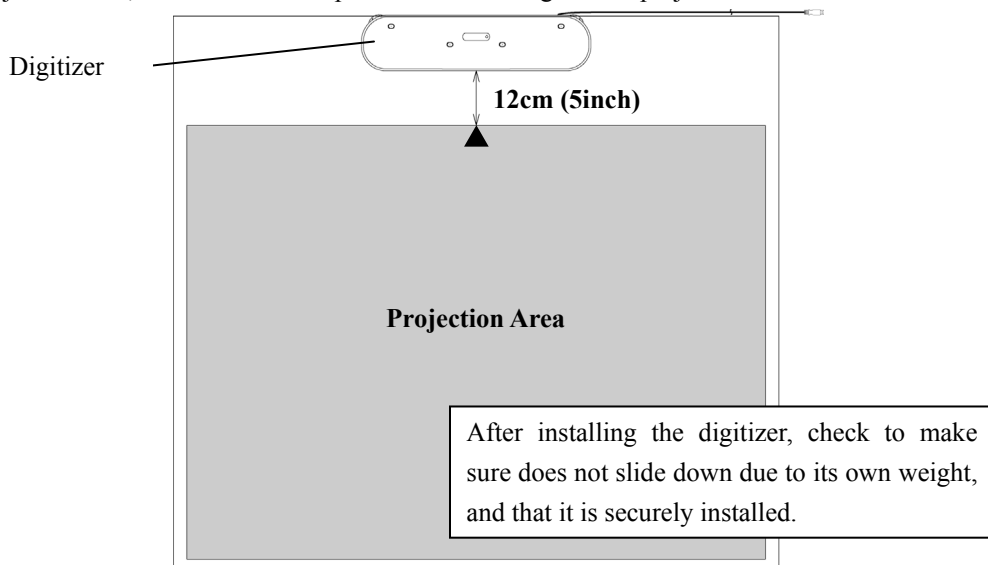 Digitizer
12cm (5inch)
Projection Area
After installing the digitizer, check to make
sure does not slide down due to its own weight,
and that it is securely installed.